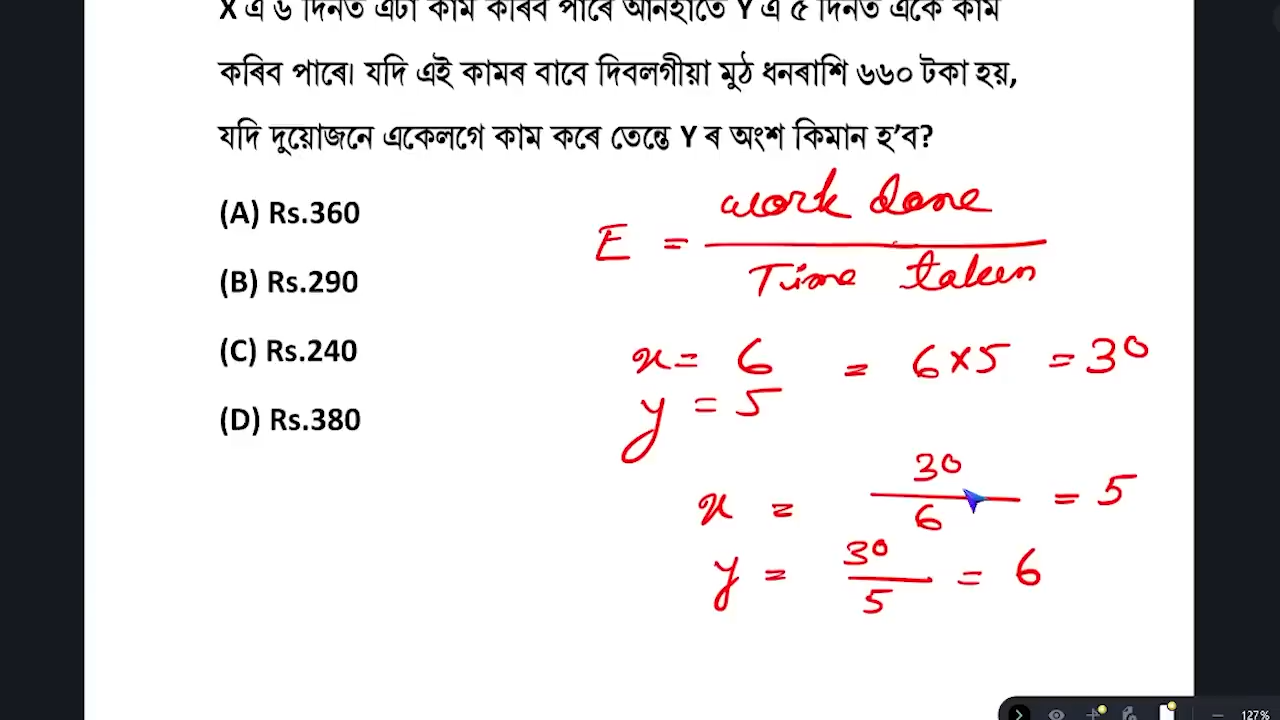 X এ ৬ দিনত এটা কাম কৰিব পাৰে আনহাতে Y এ ৫ দিনত একে কাম
কৰিব পাৰে। যদি এই কামৰ বাবে দিবলগীয়া মুঠ ধনৰাশি ৬৬০ টকা হয়,
যদি দুয়োজনে একেলগে কাম কৰে তেন্তে Y ৰ অংশ কিমান হ’ব?
(A) Rs.360
(B) Rs.290
(C) Rs.240
(D) Rs.380
E = work done
Time taken
x = 6 = 6×5 = 30
y = 5
x = 30/6 = 5
y = 30/5 = 6
127%